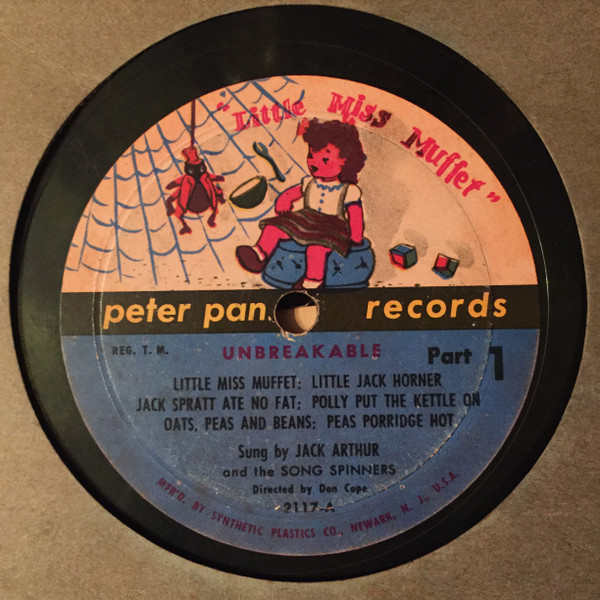 "Little Miss Muffet"
peter pan records
REG. T. M.
UNBREAKABLE
Part 1
LITTLE MISS MUFFET; LITTLE JACK HORNER
JACK SPRATT ATE NO FAT; POLLY PUT THE KETTLE ON
OATS, PEAS AND BEANS; PEAS PORRIDGE HOT
Sung by JACK ARTHUR
and the SONG SPINNERS
Directed by Don Cope
2117-A
MFR'D. BY SYNTHETIC PLASTICS CO., NEWARK, N. J., U.S.A.